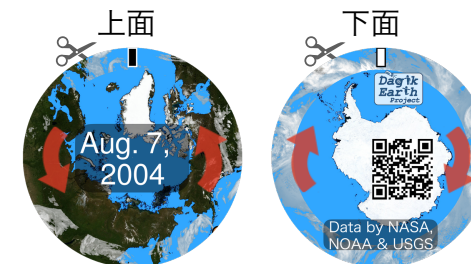 上面
下面
Aug. 7,
2004
Dagik
Earth
Project
Data by NASA,
NOAA & USGS